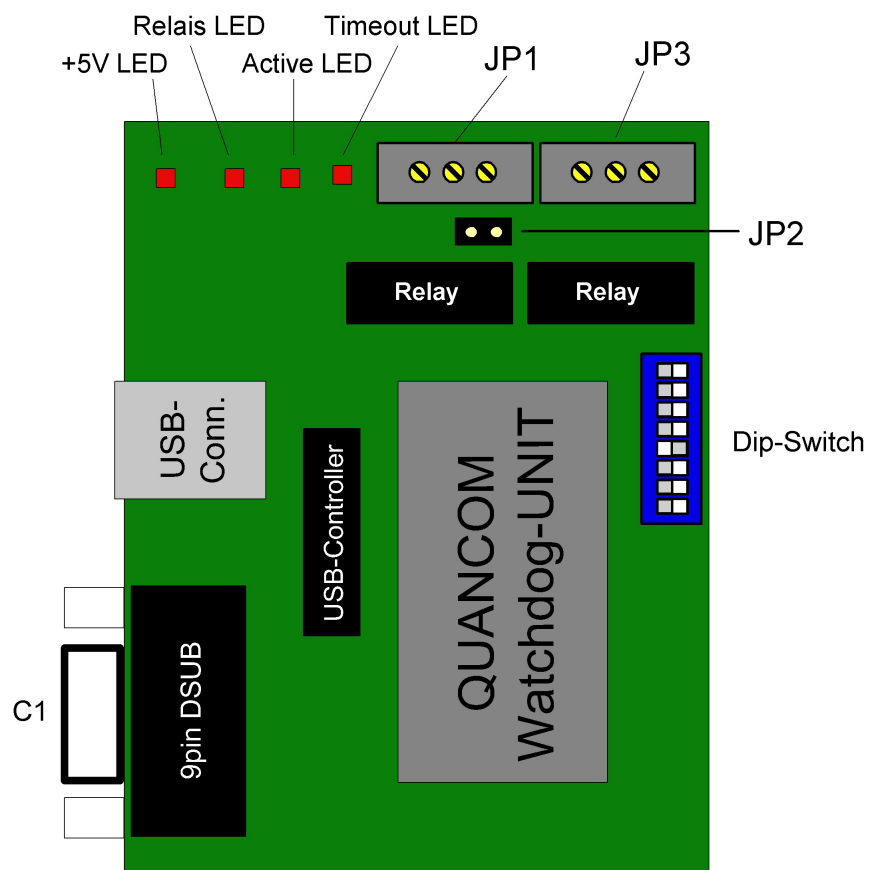 Relais LED
Timeout LED
+5V LED
Active LED
JP1
JP3
JP2
Relay
Relay
USB-
Conn.
USB-Controller
QUANCOM
Watchdog-UNIT
Dip-Switch
C1
9pin DSUB